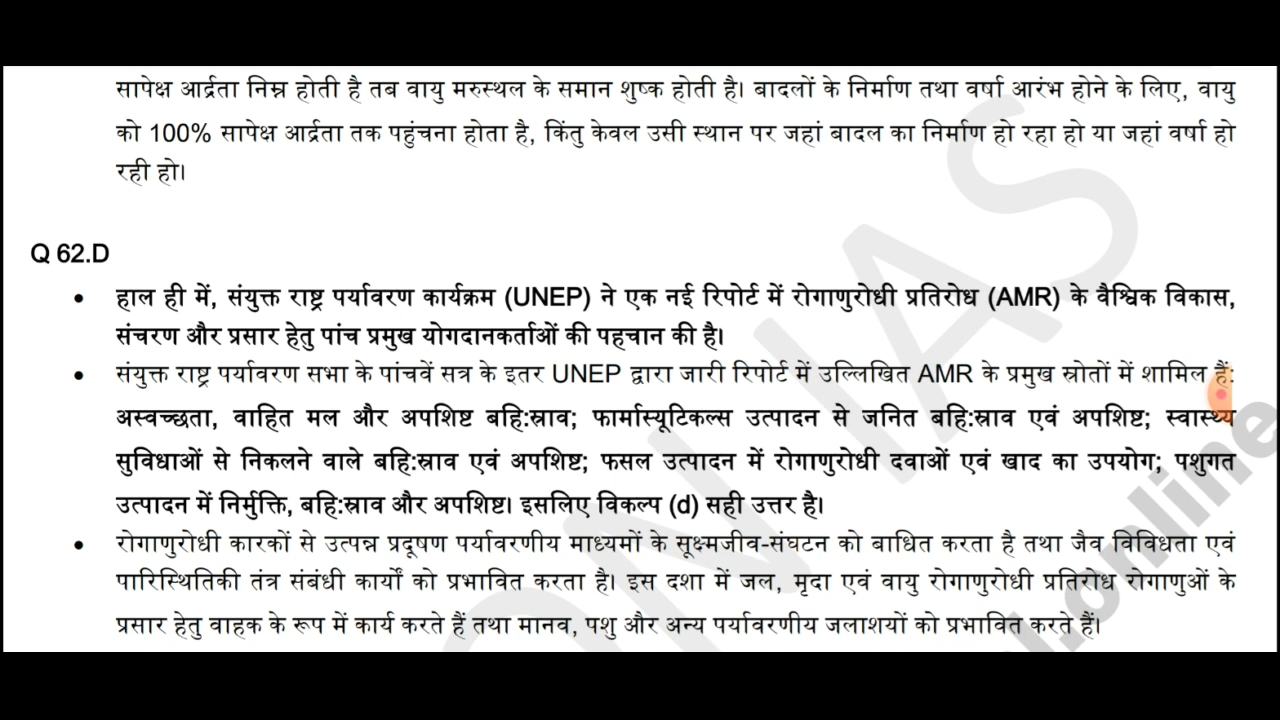 सापेक्ष आर्द्रता निम्न होती है तब वायु मरुस्थल के समान शुष्क होती है। बादलों के निर्माण तथा वर्षा आरंभ होने के लिए, वायु
को 100% सापेक्ष आर्द्रता तक पहुंचना होता है, किंतु केवल उसी स्थान पर जहां बादल का निर्माण हो रहा हो या जहां वर्षा हो
रही हो।
Q 62.D
• हाल ही में, संयुक्त राष्ट्र पर्यावरण कार्यक्रम (UNEP) ने एक नई रिपोर्ट में रोगाणुरोधी प्रतिरोध (AMR) के वैश्विक विकास,
संचरण और प्रसार हेतु पांच प्रमुख योगदानकर्ताओं की पहचान की है।
• संयुक्त राष्ट्र पर्यावरण सभा के पांचवें सत्र के इतर UNEP द्वारा जारी रिपोर्ट में उल्लिखित AMR के प्रमुख स्रोतों में शामिल हैं:
अस्वच्छता, वाहित मल और अपशिष्ट बहि:स्राव; फार्मास्यूटिकल्स उत्पादन से जनित बहि:स्राव एवं अपशिष्ट; स्वास्थ्य
सुविधाओं से निकलने वाले बहि:स्राव एवं अपशिष्ट; फसल उत्पादन में रोगाणुरोधी दवाओं एवं खाद का उपयोग; पशुगत
उत्पादन में निर्मुक्ति, बहि:स्राव और अपशिष्ट। इसलिए विकल्प (d) सही उत्तर है।
• रोगाणुरोधी कारकों से उत्पन्न प्रदूषण पर्यावरणीय माध्यमों के सूक्ष्मजीव-संघटन को बाधित करता है तथा जैव विविधता एवं
पारिस्थितिकी तंत्र संबंधी कार्यों को प्रभावित करता है। इस दशा में जल, मृदा एवं वायु रोगाणुरोधी प्रतिरोध रोगाणुओं के
प्रसार हेतु वाहक के रूप में कार्य करते हैं तथा मानव, पशु और अन्य पर्यावरणीय जलाशयों को प्रभावित करते हैं।
ON IAS
l.online